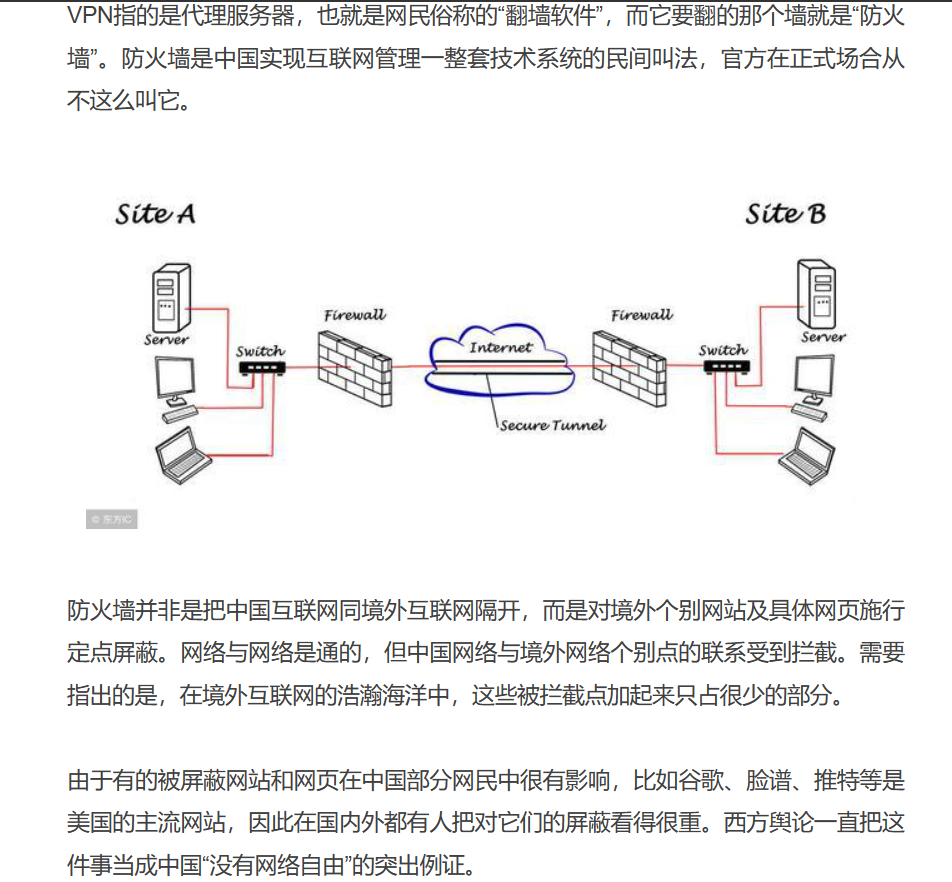 VPN指的是代理服务器，也就是网民俗称的“翻墙软件”，而它要翻的那个墙就是“防火
墙”。防火墙是中国实现互联网管理一整套技术系统的民间叫法，官方在正式场合从
不这么叫它。
Site A
Site B
Firewall
Firewall
Server
Server
Switch
Internet
Switch
Secure Tunnel
© 东方IC
防火墙并非是把中国互联网同境外互联网隔开，而是对境外个别网站及具体网页施行
定点屏蔽。网络与网络是通的，但中国网络与境外网络个别点的联系受到拦截。需要
指出的是，在境外互联网的浩瀚海洋中，这些被拦截点加起来只占很少的部分。
由于有的被屏蔽网站和网页在中国部分网民中很有影响，比如谷歌、脸谱、推特等是
美国的主流网站，因此在国内外都有人把对它们的屏蔽看得很重。西方舆论一直把这
件事当成中国“没有网络自由”的突出例证。